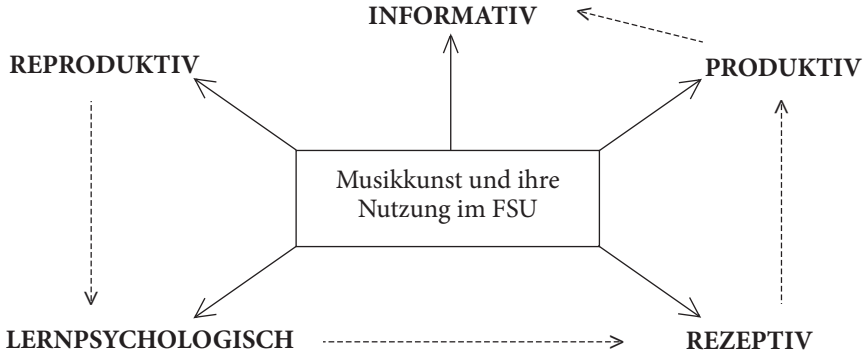 INFORMATIV
REPRODUKTIV
PRODUKTIV
Musikkunst und ihre
Nutzung im FSU
LERNPSYCHOLOGISCH
REZEPTIV